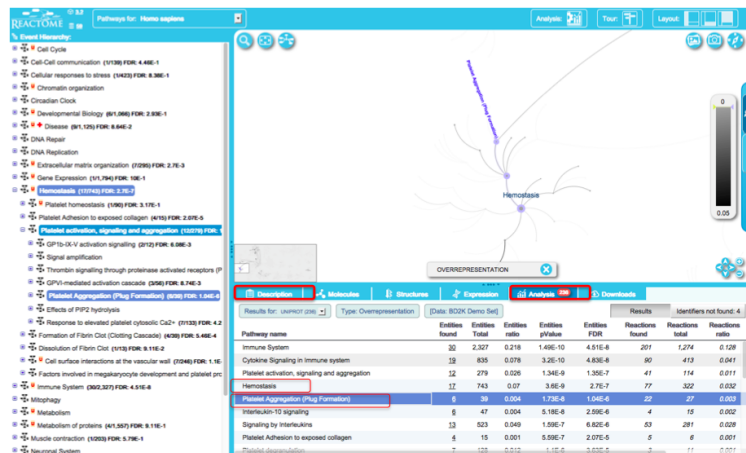 REACTOME
3.2
58
Pathways for: Homo sapiens
Analysis:
Tour:
Layout:
Event Hierarchy:
Cell Cycle
Cell-Cell communication (1/139) FDR: 4.46E-1
Cellular responses to stress (1/423) FDR: 8.38E-1
Chromatin organization
Circadian Clock
Developmental Biology (6/1,066) FDR: 2.93E-1
Disease (9/1,125) FDR: 8.64E-2
DNA Repair
DNA Replication
Extracellular matrix organization (7/295) FDR: 2.7E-3
Gene Expression (1/1,794) FDR: 10E-1
Hemostasis (17/743) FDR: 2.7E-7
Platelet homeostasis (1/90) FDR: 3.17E-1
Platelet Adhesion to exposed collagen (4/15) FDR: 2.07E-5
Platelet activation, signaling and aggregation (12/279) FDR: 1
GP1b-IX-V activation signalling (2/12) FDR: 6.08E-3
Signal amplification
Thrombin signalling through proteinase activated receptors (P
GPVI-mediated activation cascade (3/56) FDR: 8.74E-3
Platelet Aggregation (Plug Formation) (6/39) FDR: 1.04E-6
Effects of PIP2 hydrolysis
Response to elevated platelet cytosolic Ca2+ (7/133) FDR: 4.2
Formation of Fibrin Clot (Clotting Cascade) (4/39) FDR: 5.46E-4
Dissolution of Fibrin Clot (1/13) FDR: 9.11E-2
Cell surface interactions at the vascular wall (7/246) FDR: 1.1E-
Factors involved in megakaryocyte development and platelet prc
Immune System (30/2,327) FDR: 4.51E-8
Mitophagy
Metabolism
Metabolism of proteins (4/1,557) FDR: 9.11E-1
Muscle contraction (1/203) FDR: 5.79E-1
Neuronal System
Platelet Aggregation (Plug Formation)
Hemostasis
0
0.05
OVERREPRESENTATION
Description
Molecules
Structures
Expression
Analysis 236
Downloads
Results for: UNIPROT (236)
Type: Overrepresentation
[Data: BD2K Demo Set]
Results
Identifiers not found: 4
Pathway name Entities found Entities Total Entities ratio Entities pValue Entities FDR Reactions found Reactions total Reactions ratio
Immune System 30 2,327 0.218 1.49E-10 4.51E-8 201 1,274 0.128
Cytokine Signaling in Immune system 19 835 0.078 3.2E-10 4.83E-8 90 413 0.041
Platelet activation, signaling and aggregation 12 279 0.026 1.34E-9 1.35E-7 41 114 0.011
Hemostasis 17 743 0.07 3.6E-9 2.7E-7 77 322 0.032
Platelet Aggregation (Plug Formation) 6 39 0.004 1.73E-8 1.04E-6 22 27 0.003
Interleukin-10 signaling 6 47 0.004 5.18E-8 2.59E-6 4 15 0.002
Signaling by Interleukins 13 523 0.049 1.59E-7 6.82E-6 53 281 0.028
Platelet Adhesion to exposed collagen 4 15 0.001 5.59E-7 2.07E-5 5 6 0.001
Platelet degranulation